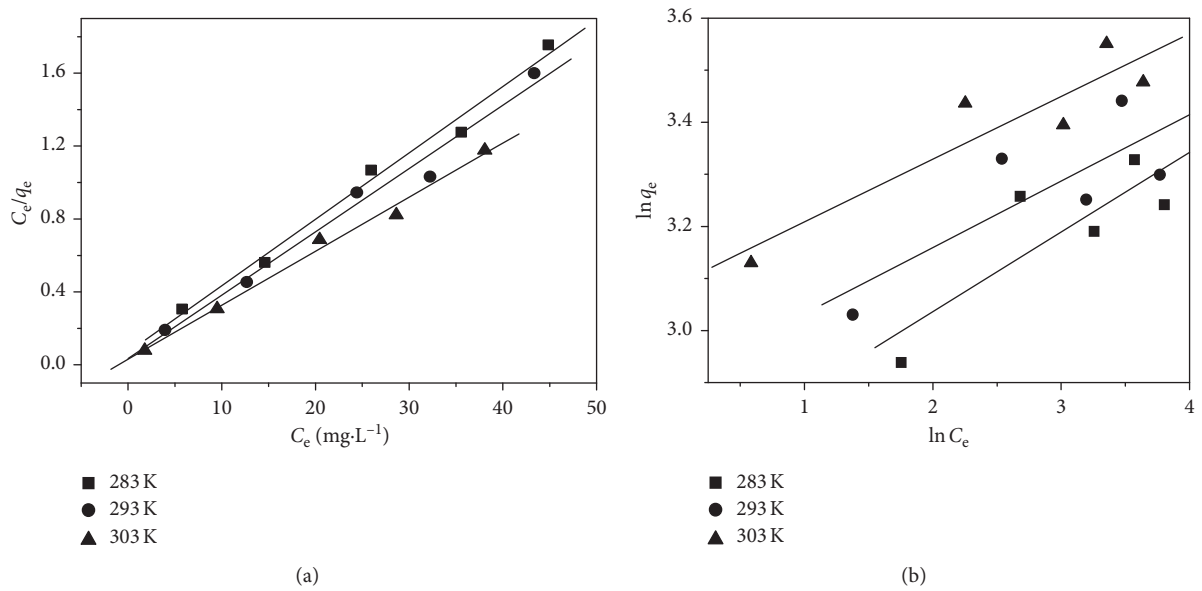 1.6
1.2
0.8
0.4
0.0
Ce/qe
0 10 20 30 40 50
Ce (mg·L−1)
283 K
293 K
303 K
(a)
3.6
3.4
3.2
3.0
ln qe
1 2 3 4
ln Ce
283 K
293 K
303 K
(b)